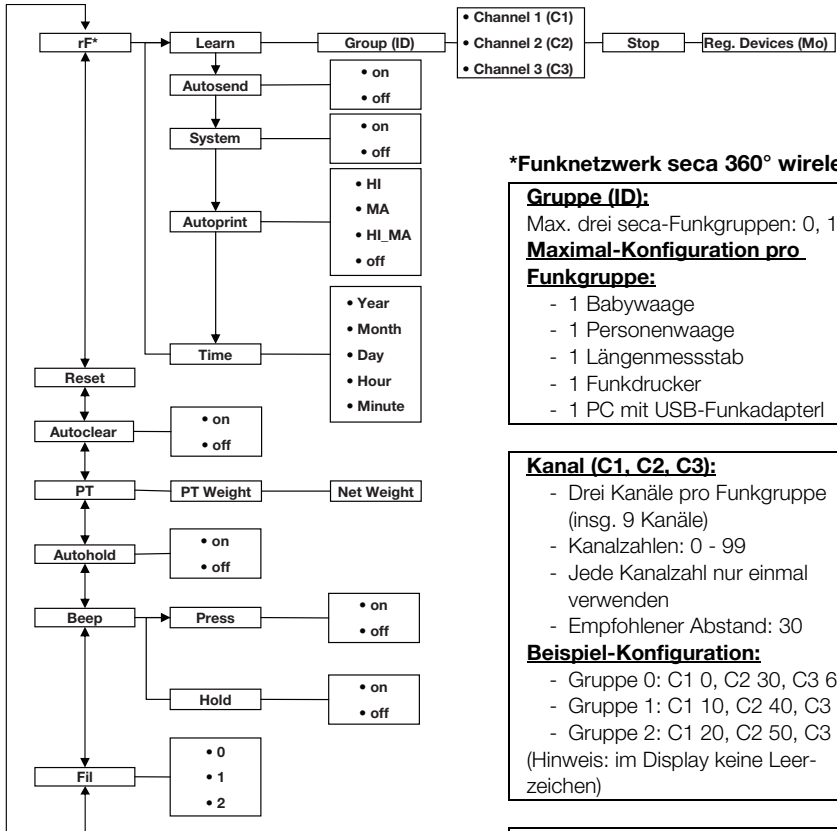 rF*
Learn
Group (ID)
• Channel 1 (C1)
• Channel 2 (C2)
• Channel 3 (C3)
Stop
Reg. Devices (Mo)
Autosend
• on
• off
System
• on
• off
Autoprint
• HI
• MA
• HI_MA
• off
Time
• Year
• Month
• Day
• Hour
• Minute
Reset
Autoclear
• on
• off
PT
PT Weight
Net Weight
Autohold
• on
• off
Beep
Press
• on
• off
Hold
• on
• off
Fil
• 0
• 1
• 2
*Funknetzwerk seca 360° wirele
Gruppe (ID):
Max. drei seca-Funkgruppen: 0, 1
Maximal-Konfiguration pro
Funkgruppe:
- 1 Babywaage
- 1 Personenwaage
- 1 Längenmessstab
- 1 Funkdrucker
- 1 PC mit USB-Funkadapterl
Kanal (C1, C2, C3):
- Drei Kanäle pro Funkgruppe
(insg. 9 Kanäle)
- Kanalzahlen: 0 - 99
- Jede Kanalzahl nur einmal
verwenden
- Empfohlener Abstand: 30
Beispiel-Konfiguration:
- Gruppe 0: C1 0, C2 30, C3 6
- Gruppe 1: C1 10, C2 40, C3
- Gruppe 2: C1 20, C2 50, C3
(Hinweis: im Display keine Leer-
zeichen)